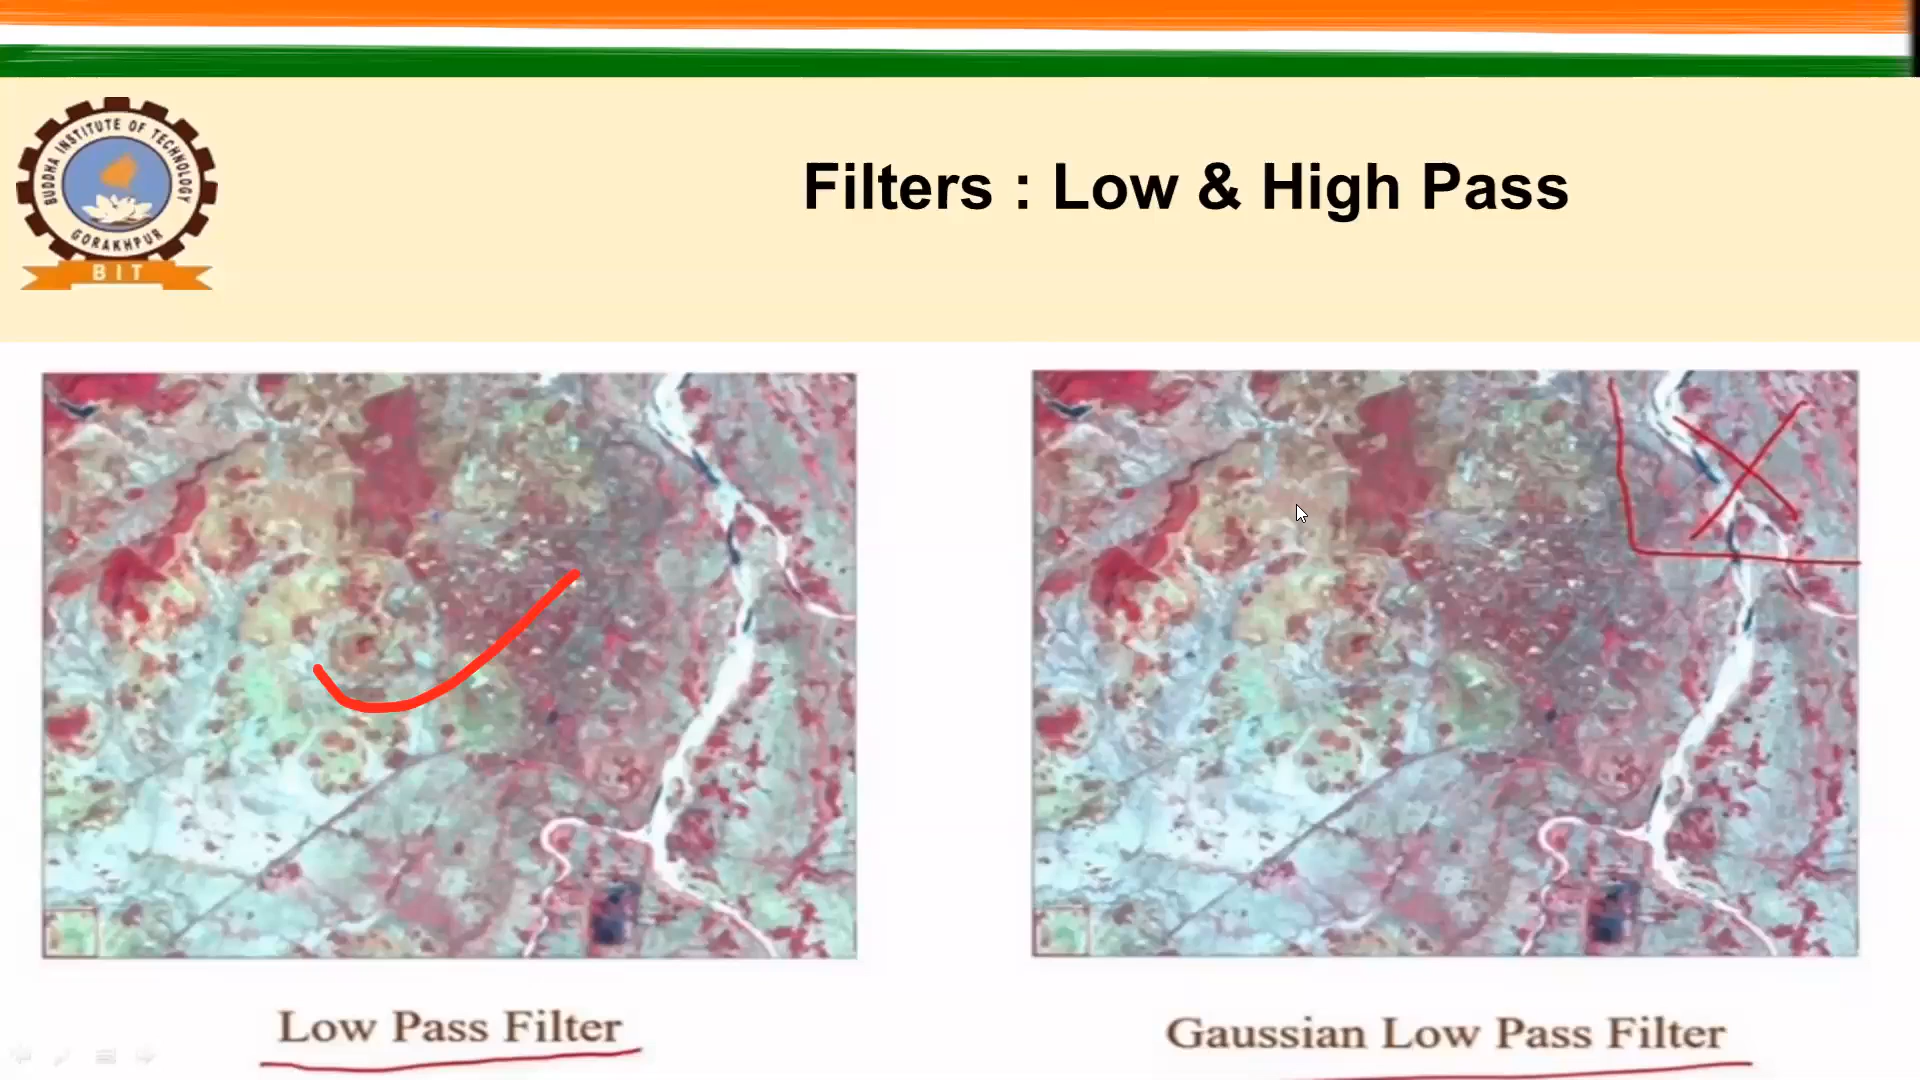 Filters : Low & High Pass
BUDDHA INSTITUTE OF TECHNOLOGY
GORAKHPUR
BIT
Low Pass Filter
Gaussian Low Pass Filter